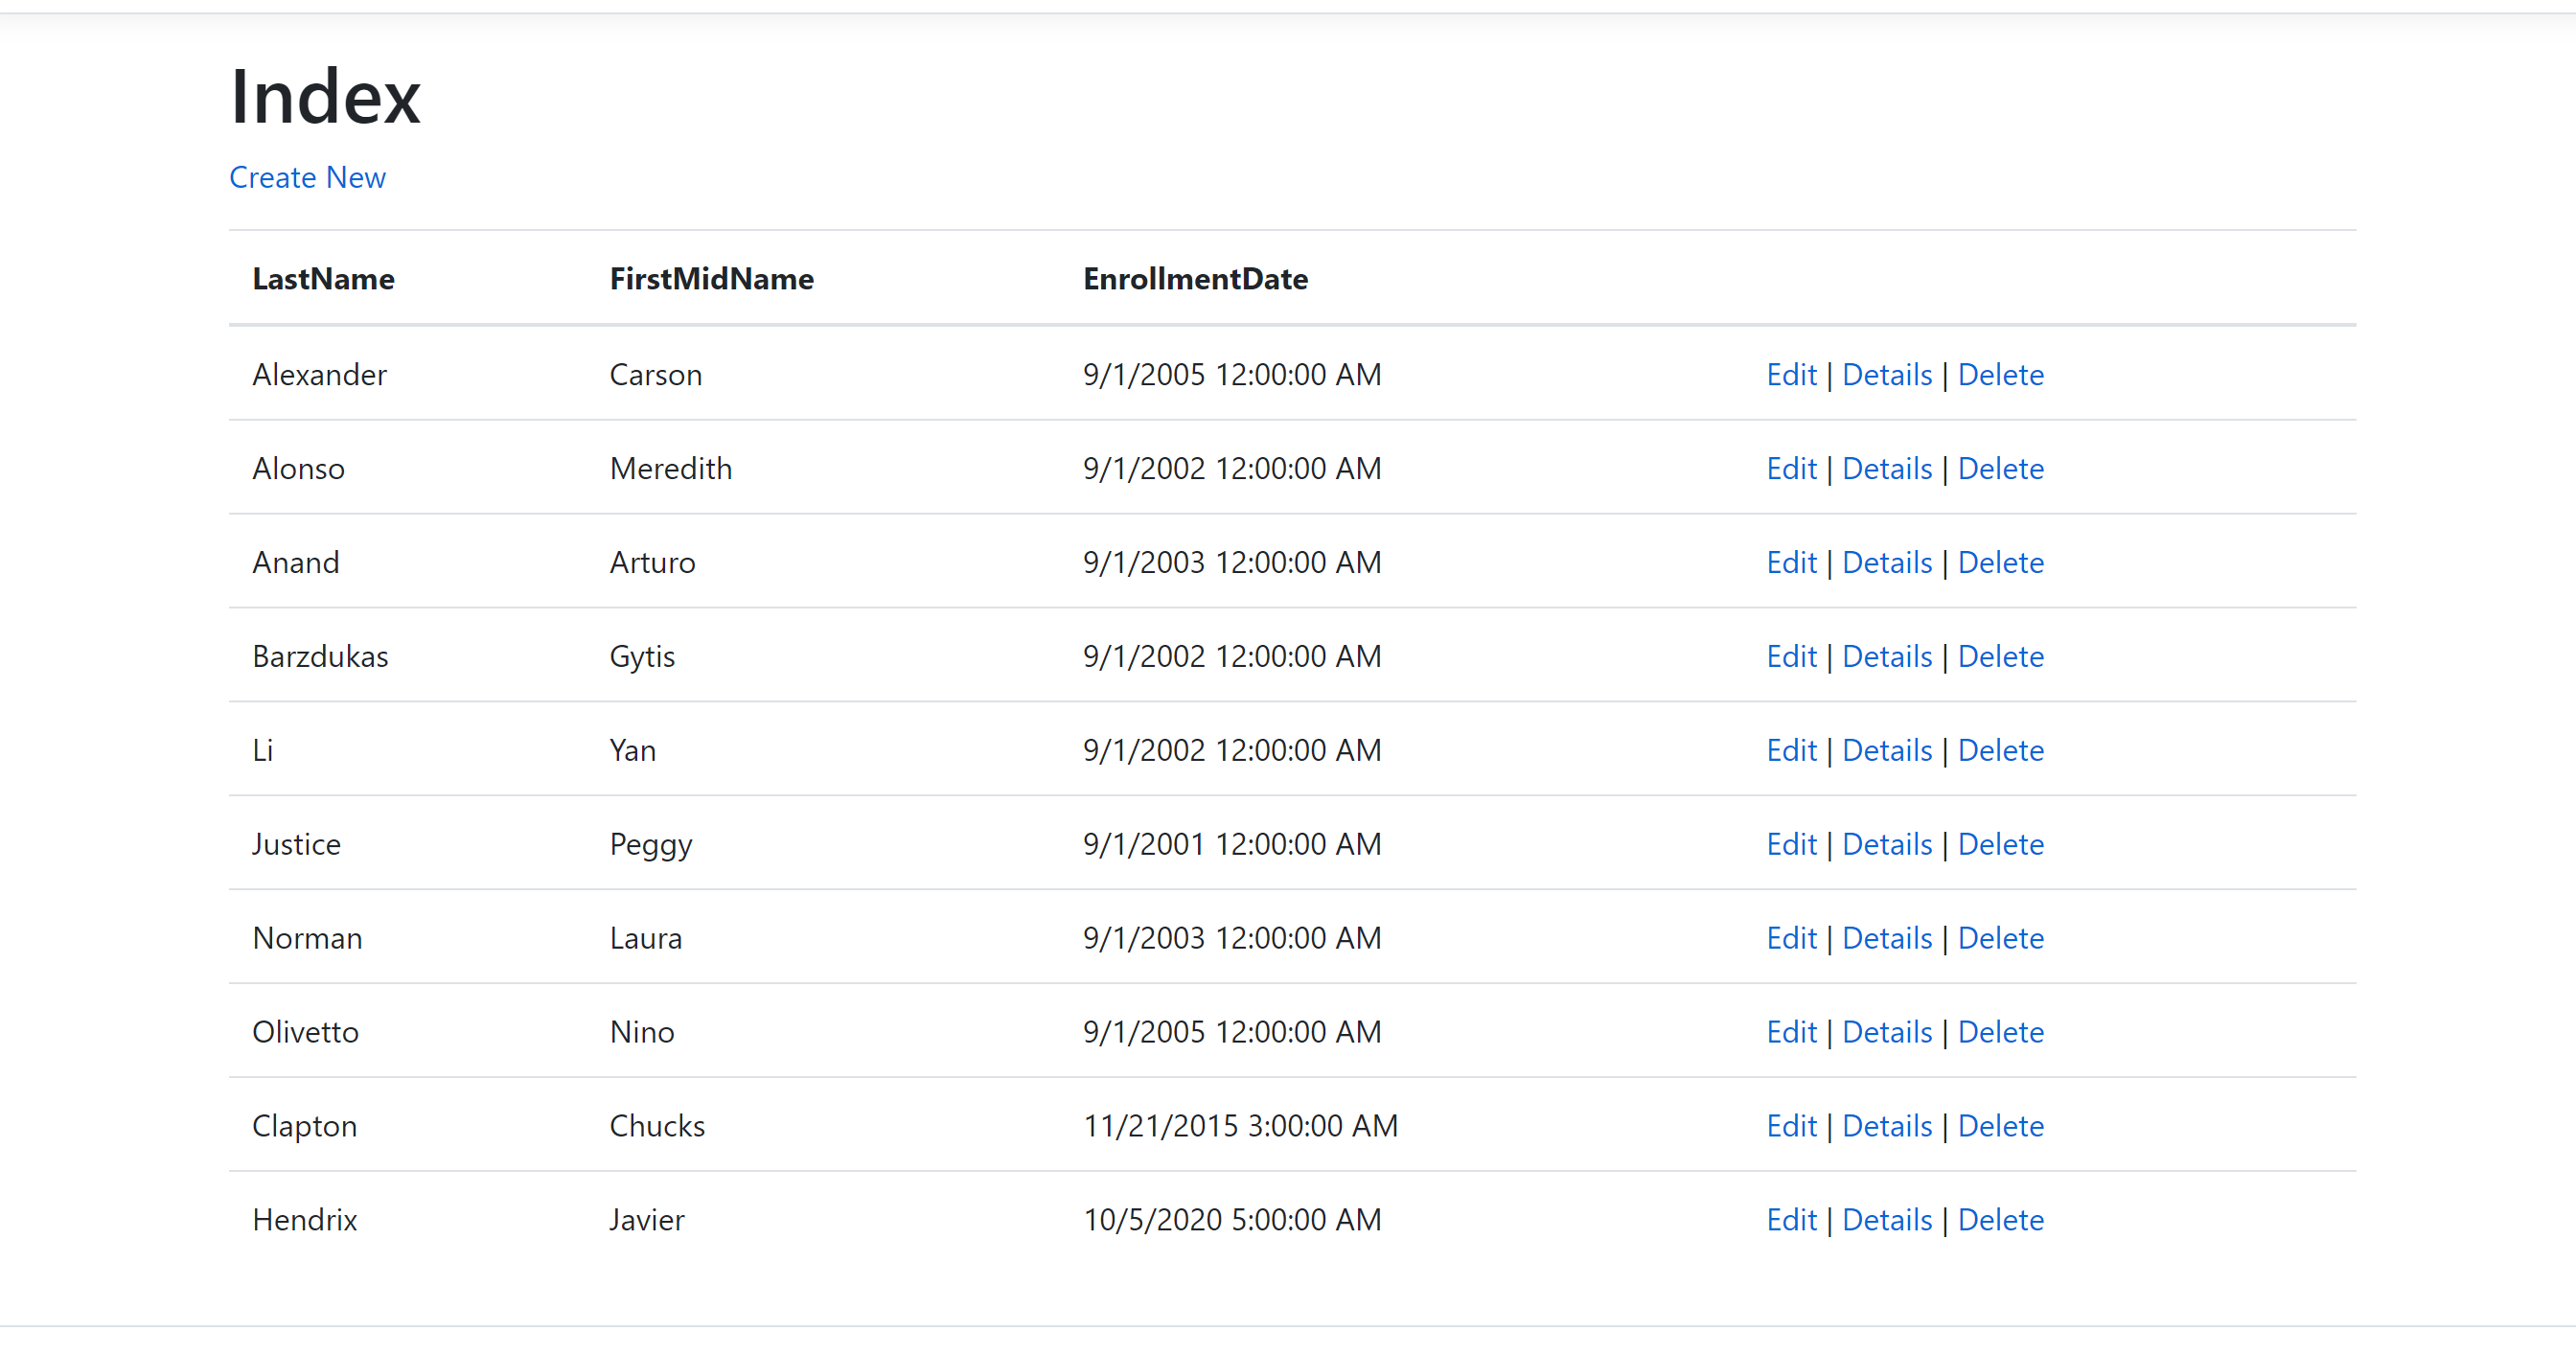 Index
Create New
LastName FirstMidName EnrollmentDate
Alexander Carson 9/1/2005 12:00:00 AM Edit | Details | Delete
Alonso Meredith 9/1/2002 12:00:00 AM Edit | Details | Delete
Anand Arturo 9/1/2003 12:00:00 AM Edit | Details | Delete
Barzdukas Gytis 9/1/2002 12:00:00 AM Edit | Details | Delete
Li Yan 9/1/2002 12:00:00 AM Edit | Details | Delete
Justice Peggy 9/1/2001 12:00:00 AM Edit | Details | Delete
Norman Laura 9/1/2003 12:00:00 AM Edit | Details | Delete
Olivetto Nino 9/1/2005 12:00:00 AM Edit | Details | Delete
Clapton Chucks 11/21/2015 3:00:00 AM Edit | Details | Delete
Hendrix Javier 10/5/2020 5:00:00 AM Edit | Details | Delete